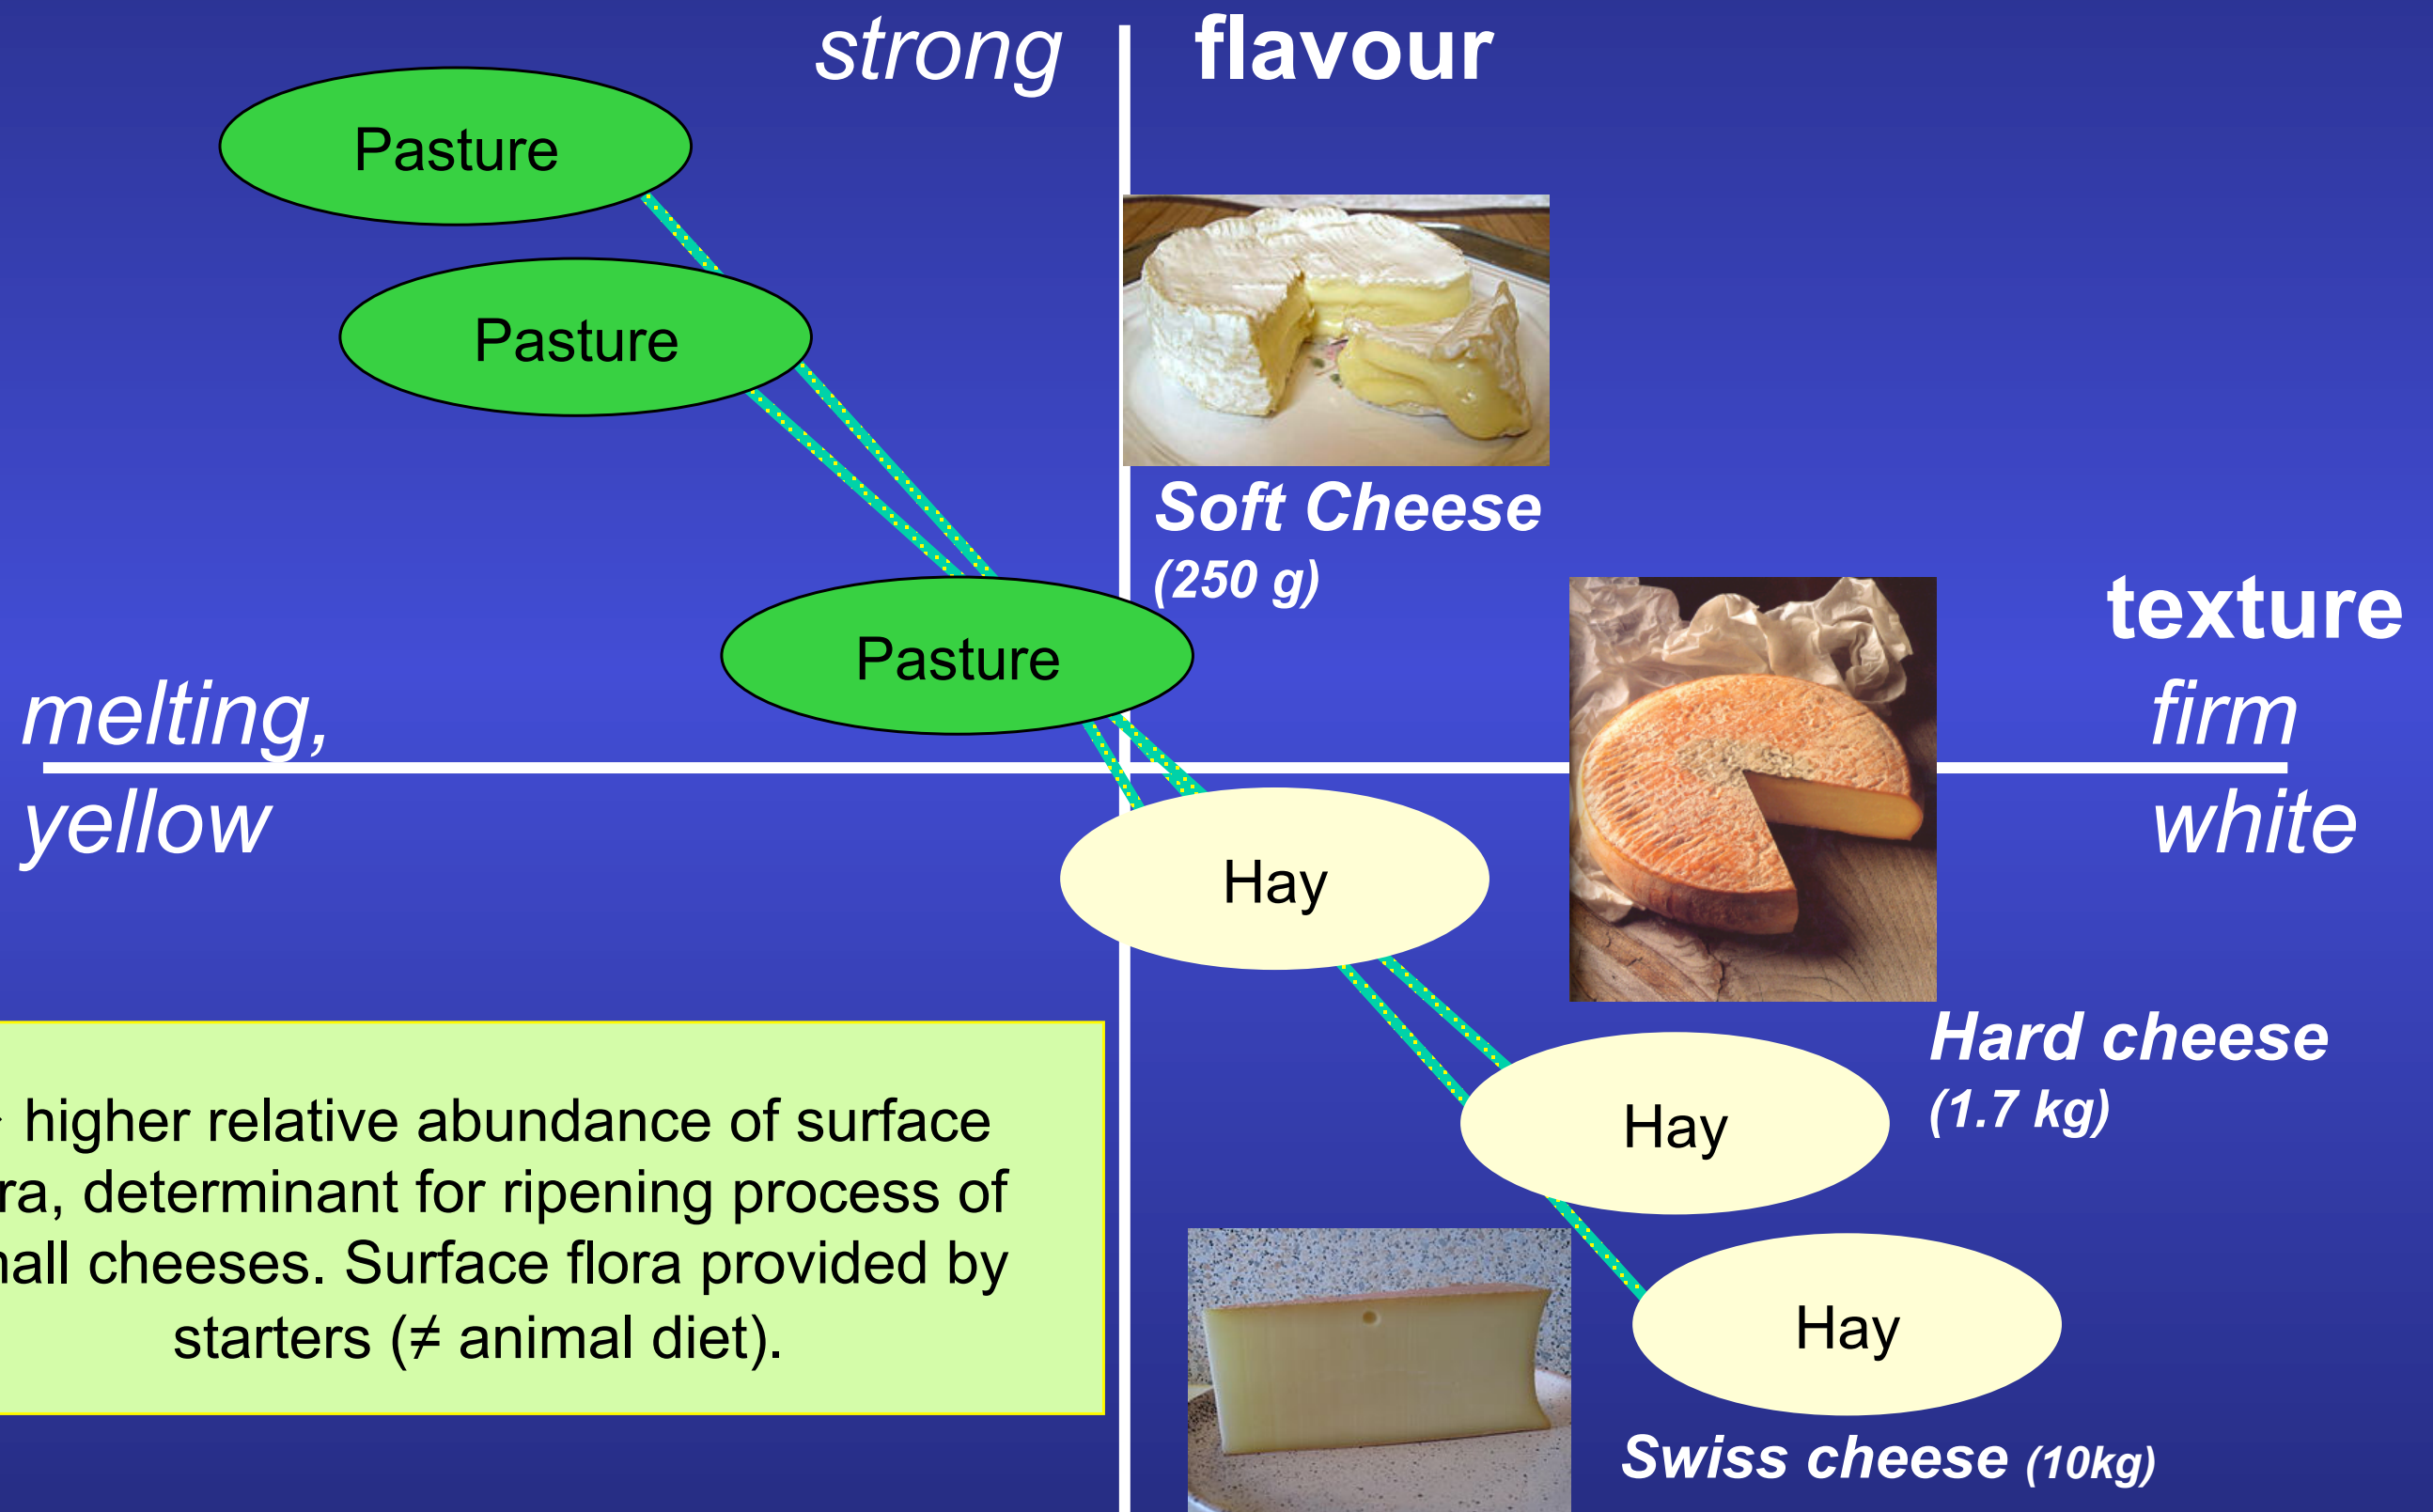 strong
flavour
Pasture
Pasture
Soft Cheese
(250 g)
Pasture
texture
melting,
firm
yellow
white
Hay
Hard cheese
(1.7 kg)
Hay
higher relative abundance of surface
determinant for ripening process of
cheeses. Surface flora provided by
starters (≠ animal diet).
Hay
Swiss cheese (10kg)